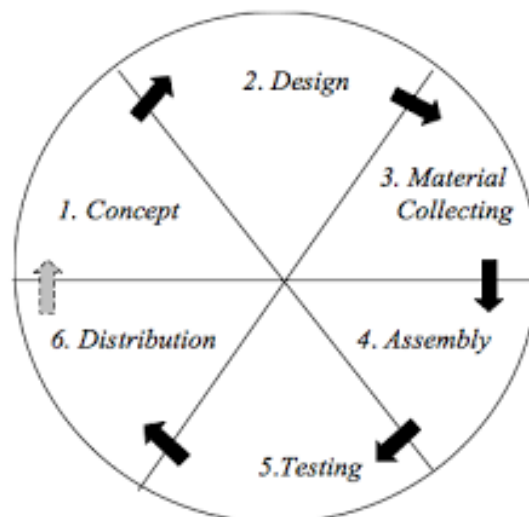 1. Concept
2. Design
3. Material
Collecting
4. Assembly
5.Testing
6. Distribution